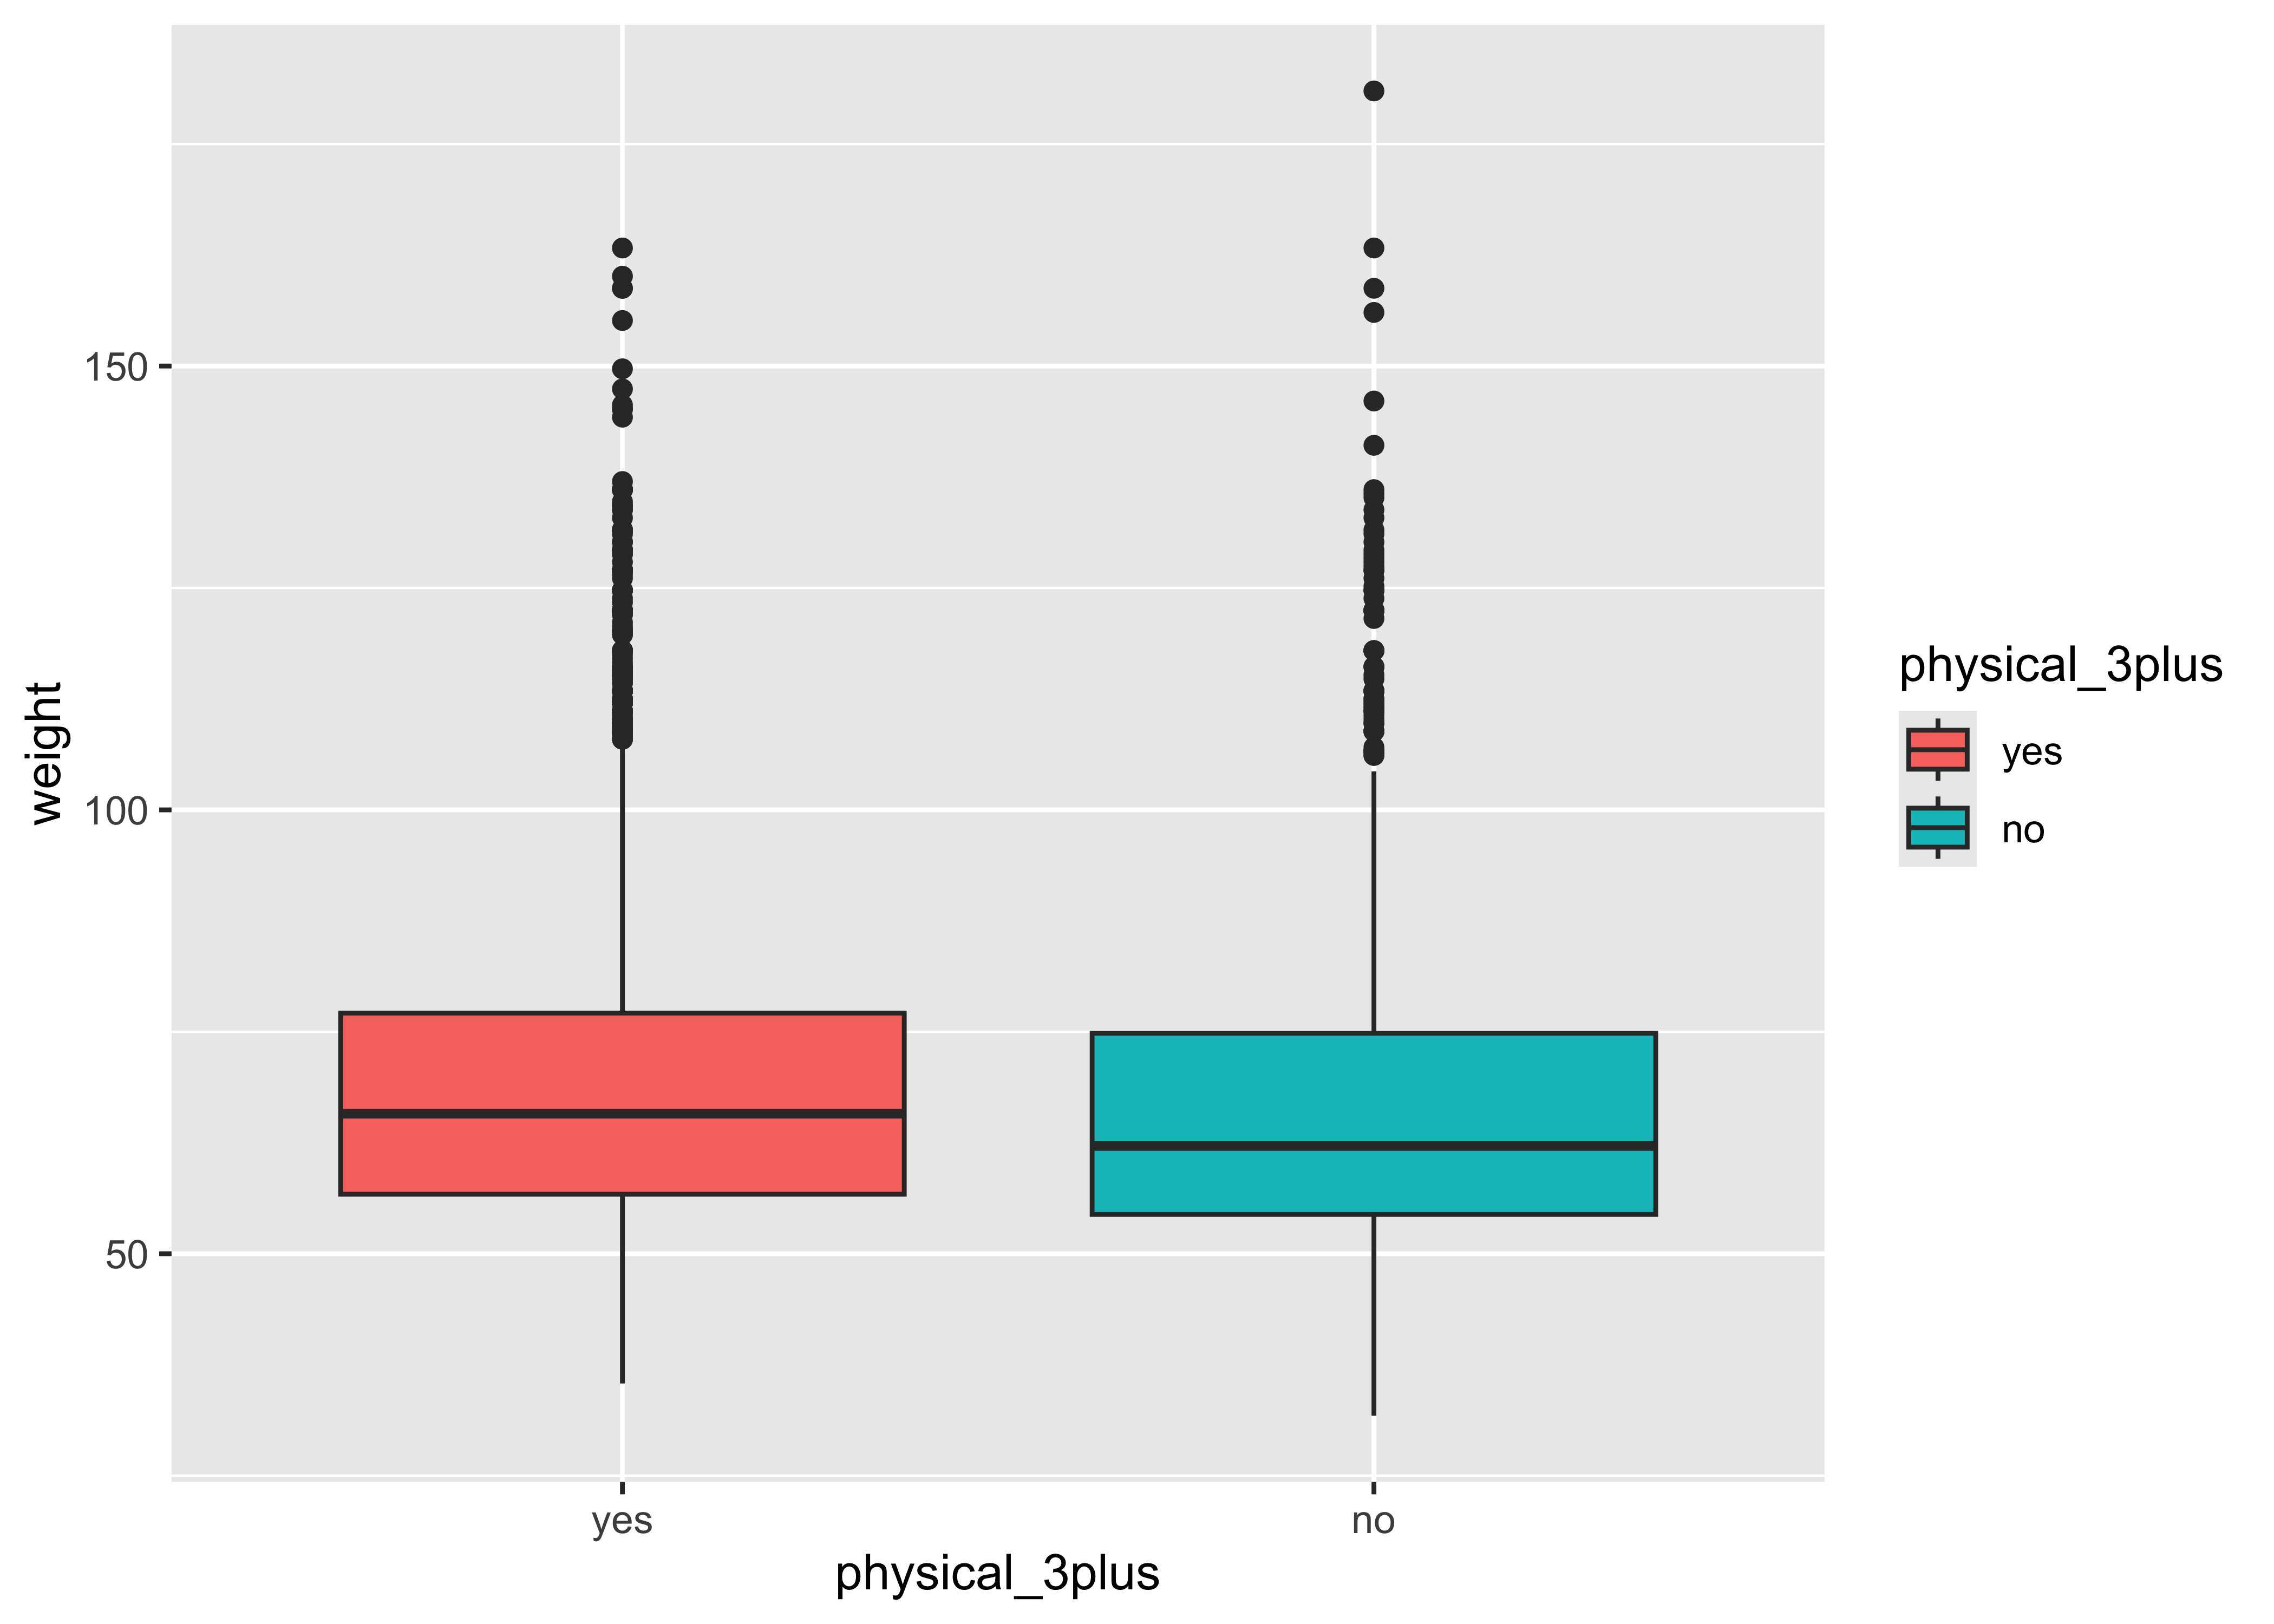 weight
150
100
50
yes
no
physical_3plus
physical_3plus
yes
no